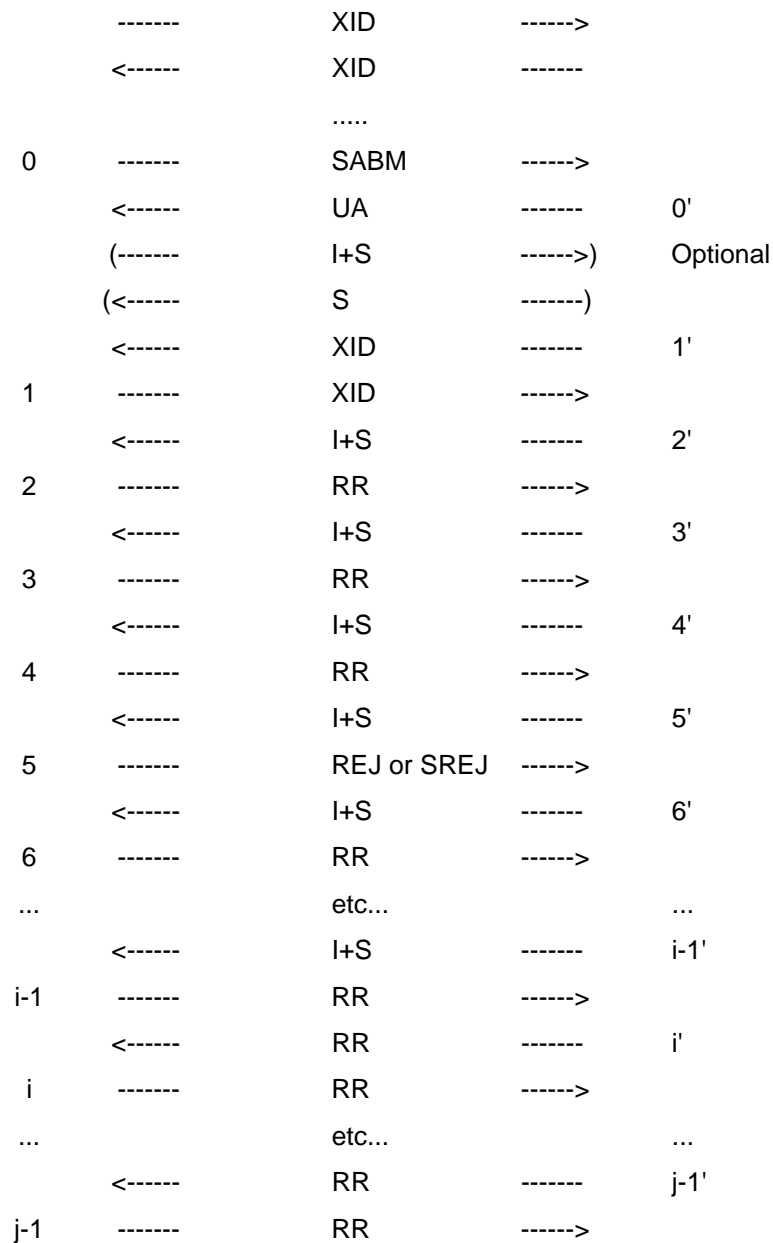 ------- XID ------>
<------ XID -------
.....
0 ------- SABM ------>
<------ UA ------- 0'
(------- I+S ------>) Optional
(<------ S -------)
<------ XID ------- 1'
1 ------- XID ------>
<------ I+S ------- 2'
2 ------- RR ------>
<------ I+S ------- 3'
3 ------- RR ------>
<------ I+S ------- 4'
4 ------- RR ------>
<------ I+S ------- 5'
5 ------- REJ or SREJ ------>
<------ I+S ------- 6'
6 ------- RR ------>
... etc... ...
<------ I+S ------- i-1'
i-1 ------- RR ------>
<------ RR ------- i'
i ------- RR ------>
... etc... ...
<------ RR ------- j-1'
j-1 ------- RR ------>